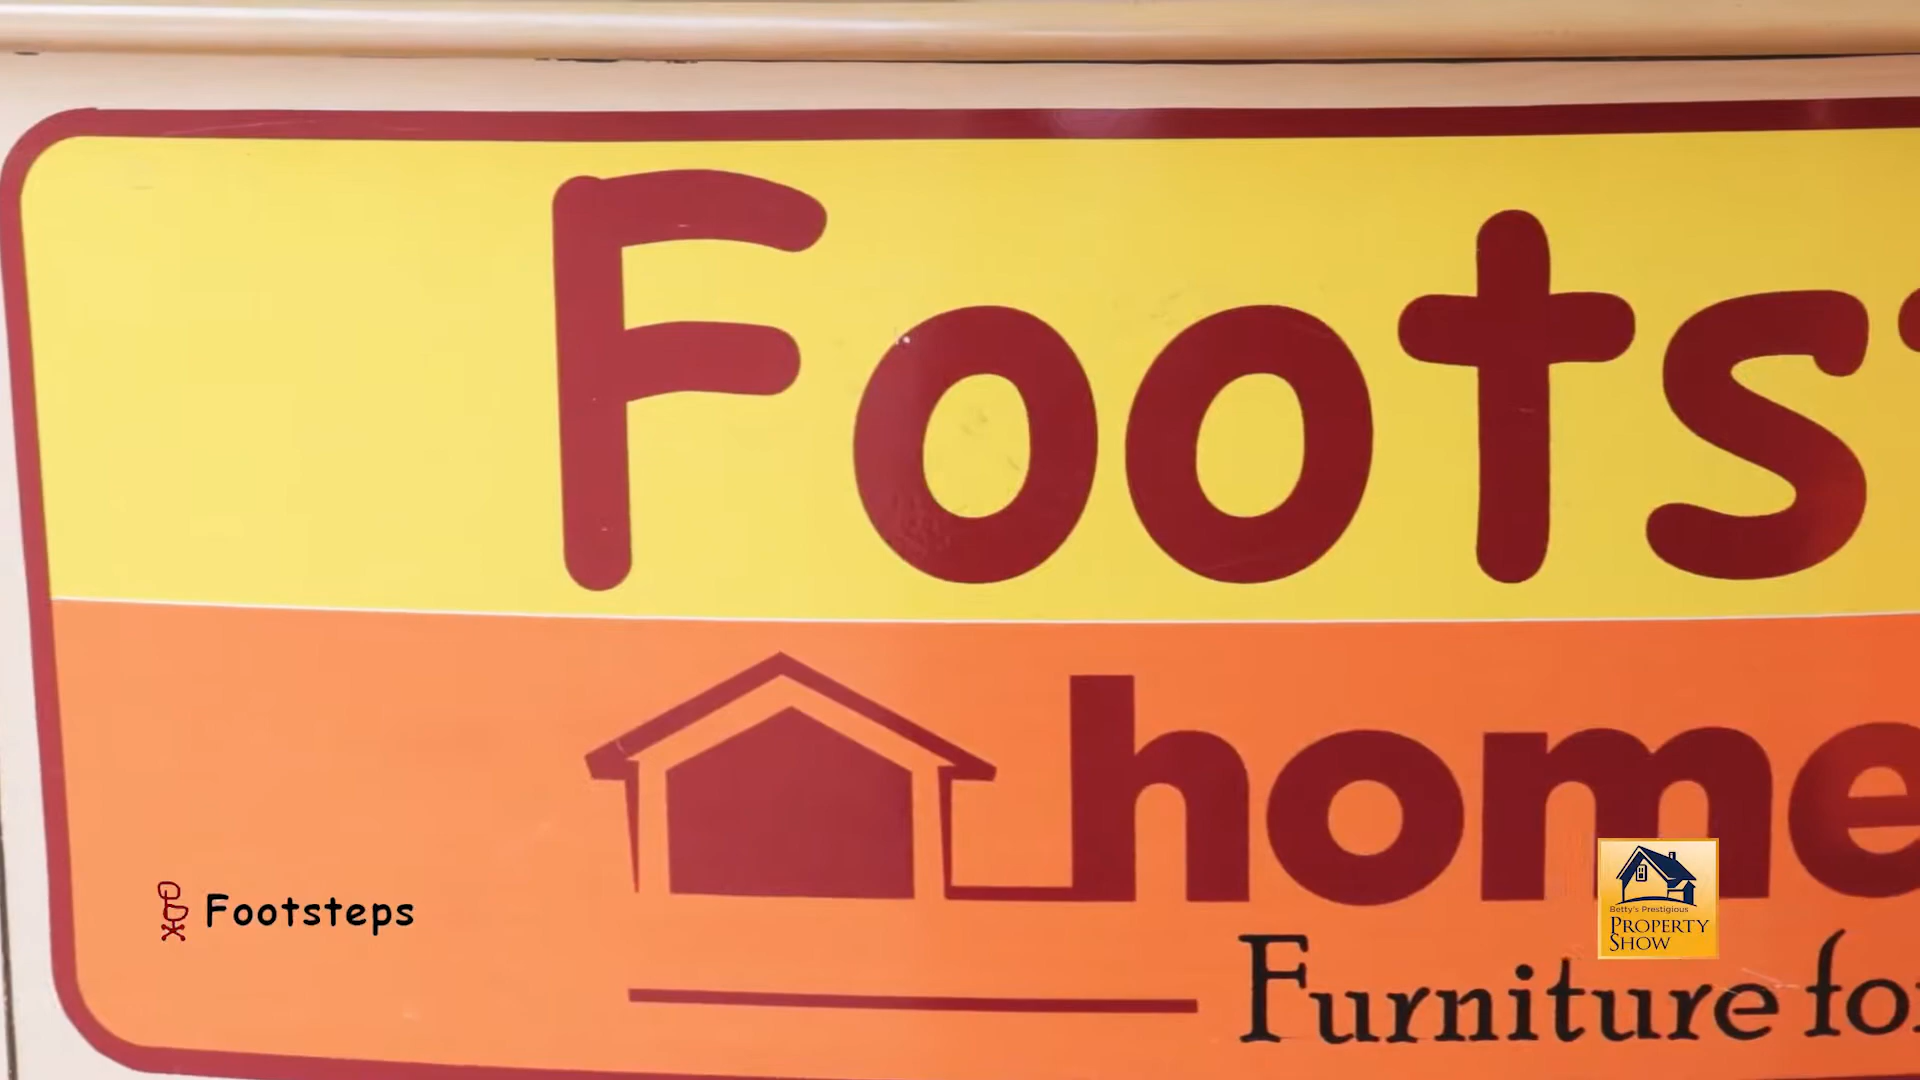 Foots
home
Footsteps
Betty's Prestigious
PROPERTY
SHOW
Furniture fo